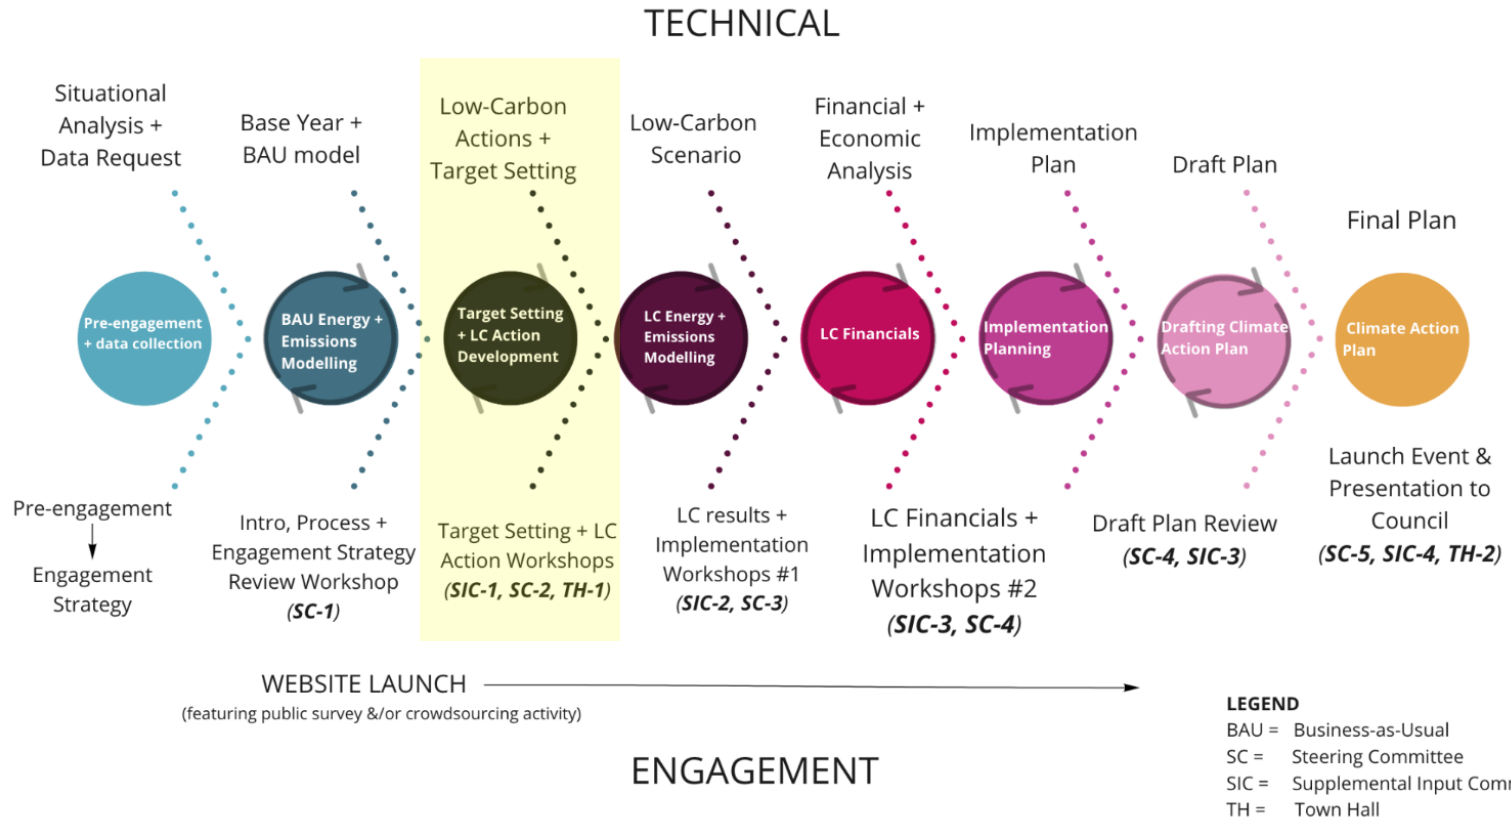 TECHNICAL
Situational
Analysis +
Data Request
Base Year +
BAU model
Low-Carbon
Actions +
Target Setting
Low-Carbon
Scenario
Financial +
Economic
Analysis
Implementation
Plan
Draft Plan
Final Plan
Pre-engagement
+ data collection
BAU Energy +
Emissions
Modelling
Target Setting
+ LC Action
Development
LC Energy +
Emissions
Modelling
LC Financials
Implementation
Planning
Drafting Climate
Action Plan
Climate Action
Plan
Pre-engagement
Engagement
Strategy
Intro, Process +
Engagement Strategy
Review Workshop
(SC-1)
Target Setting + LC
Action Workshops
(SIC-1, SC-2, TH-1)
LC results +
Implementation
Workshops #1
(SIC-2, SC-3)
LC Financials +
Implementation
Workshops #2
(SIC-3, SC-4)
Draft Plan Review
(SC-4, SIC-3)
Launch Event &
Presentation to
Council
(SC-5, SIC-4, TH-2)
WEBSITE LAUNCH
(featuring public survey &/or crowdsourcing activity)
ENGAGEMENT
LEGEND
BAU = Business-as-Usual
SC = Steering Committee
SIC = Supplemental Input Com
TH = Town Hall